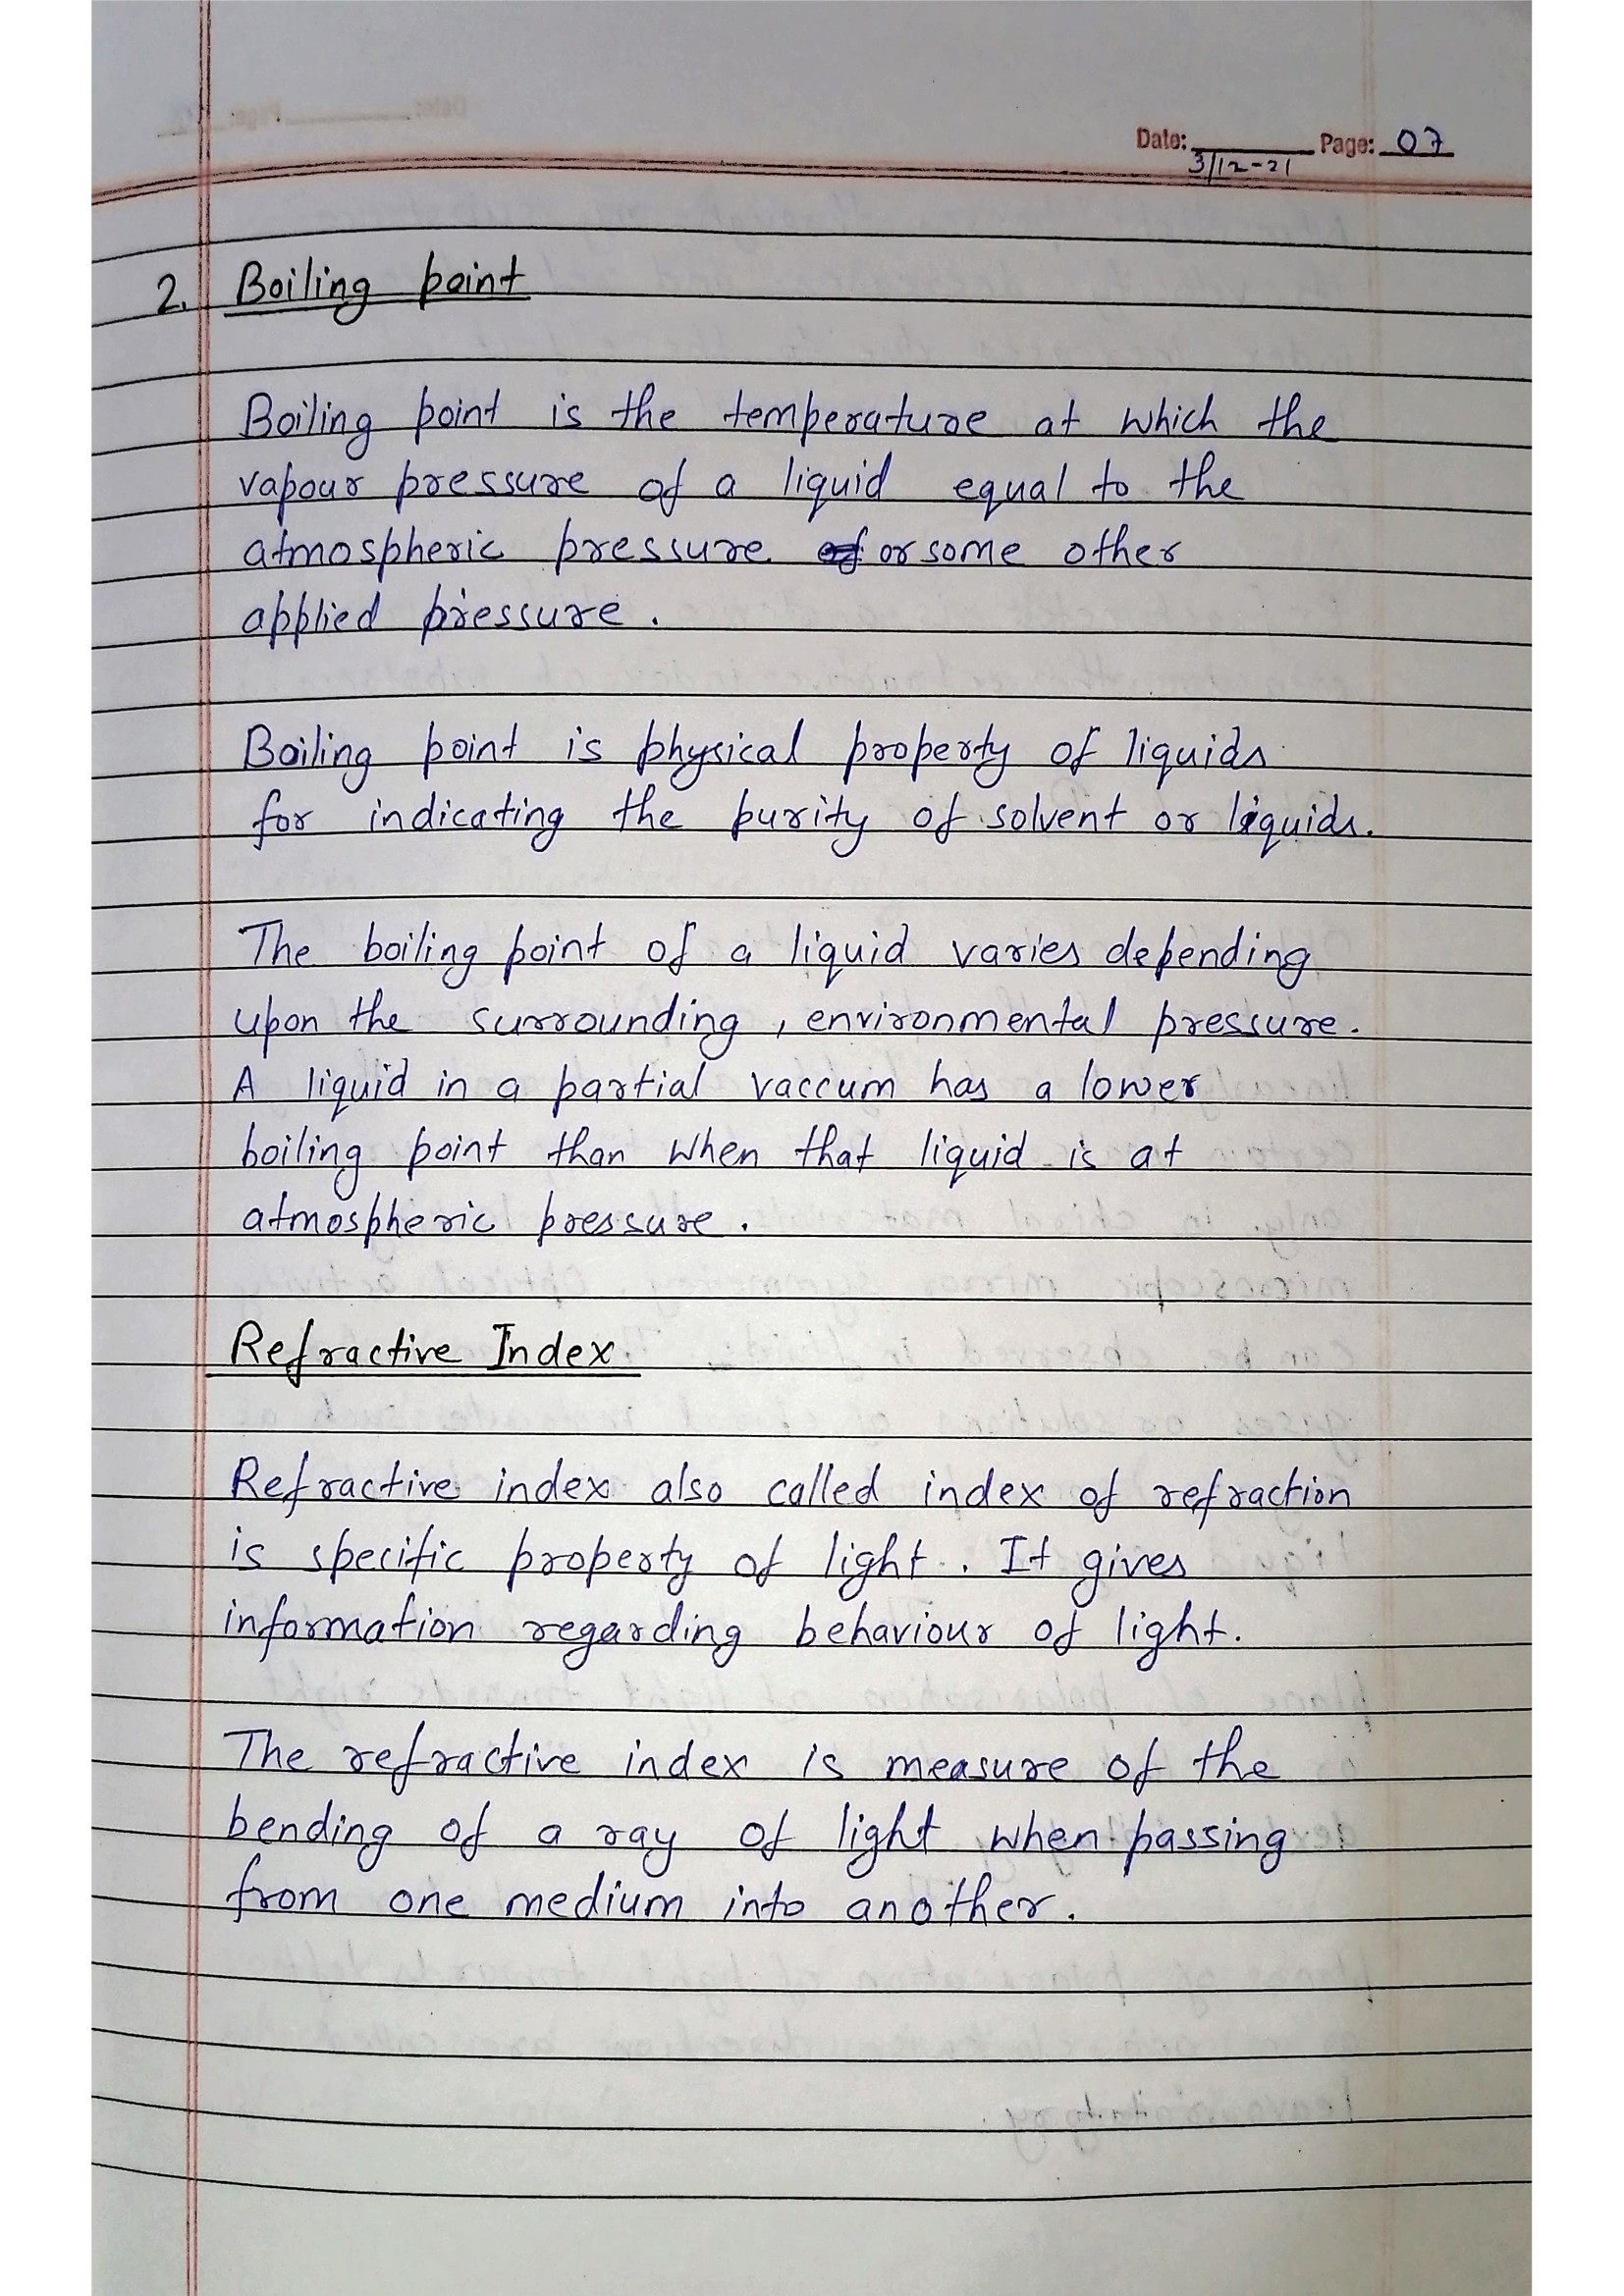 Date: 3/12-21 Page: 07
2. Boiling point
Boiling point is the temperature at which the
vapour pressure of a liquid equal to the
atmospheric pressure or some other
applied pressure.
Boiling point is physical property of liquids
for indicating the purity of solvent or liquids.
The boiling point of a liquid varies depending
upon the surrounding, environmental pressure.
A liquid in a partial vaccum has a lower
boiling point than when that liquid is at
atmospheric pressure.
Refractive Index
Refractive index also called index of refraction
is specific property of light. It gives
information regarding behaviour of light.
The refractive index is measure of the
bending of a ray of light when passing
from one medium into another.